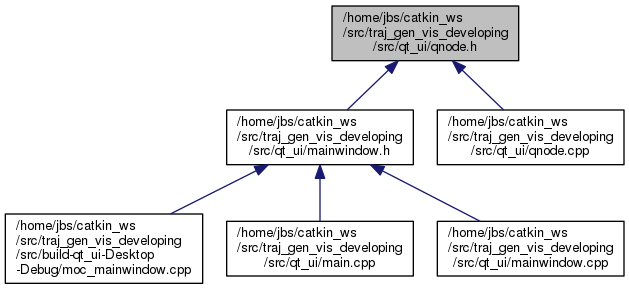 /home/jbs/catkin_ws
/src/traj_gen_vis_developing
/src/qt_ui/qnode.h
/home/jbs/catkin_ws
/src/traj_gen_vis_developing
/src/qt_ui/mainwindow.h
/home/jbs/catkin_ws
/src/traj_gen_vis_developing
/src/qt_ui/qnode.cpp
/home/jbs/catkin_ws
/src/traj_gen_vis_developing
/src/build-qt_ui-Desktop
-Debug/moc_mainwindow.cpp
/home/jbs/catkin_ws
/src/traj_gen_vis_developing
/src/qt_ui/main.cpp
/home/jbs/catkin_ws
/src/traj_gen_vis_developing
/src/qt_ui/mainwindow.cpp